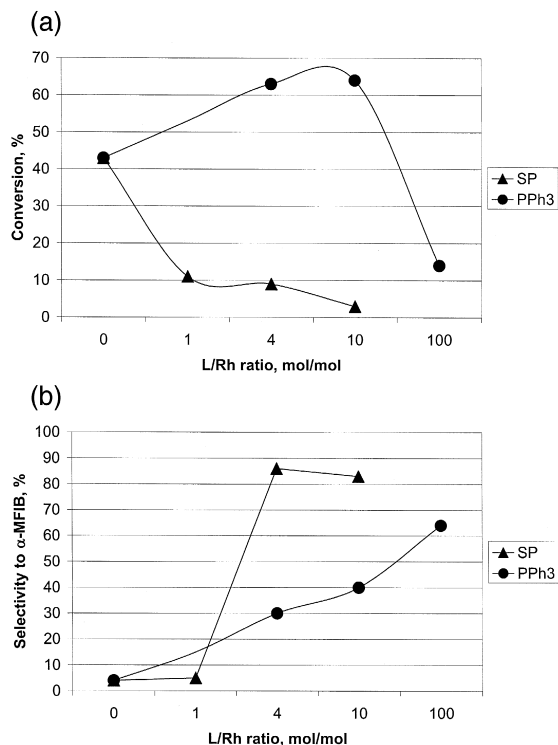 (a)
70
60
50
40
30
20
10
0
Conversion, %
0 1 4 10 100
L/Rh ratio, mol/mol
SP
PPh3
(b)
100
90
80
70
60
50
40
30
20
10
0
Selectivity to α-MFIB, %
0 1 4 10 100
L/Rh ratio, mol/mol
SP
PPh3